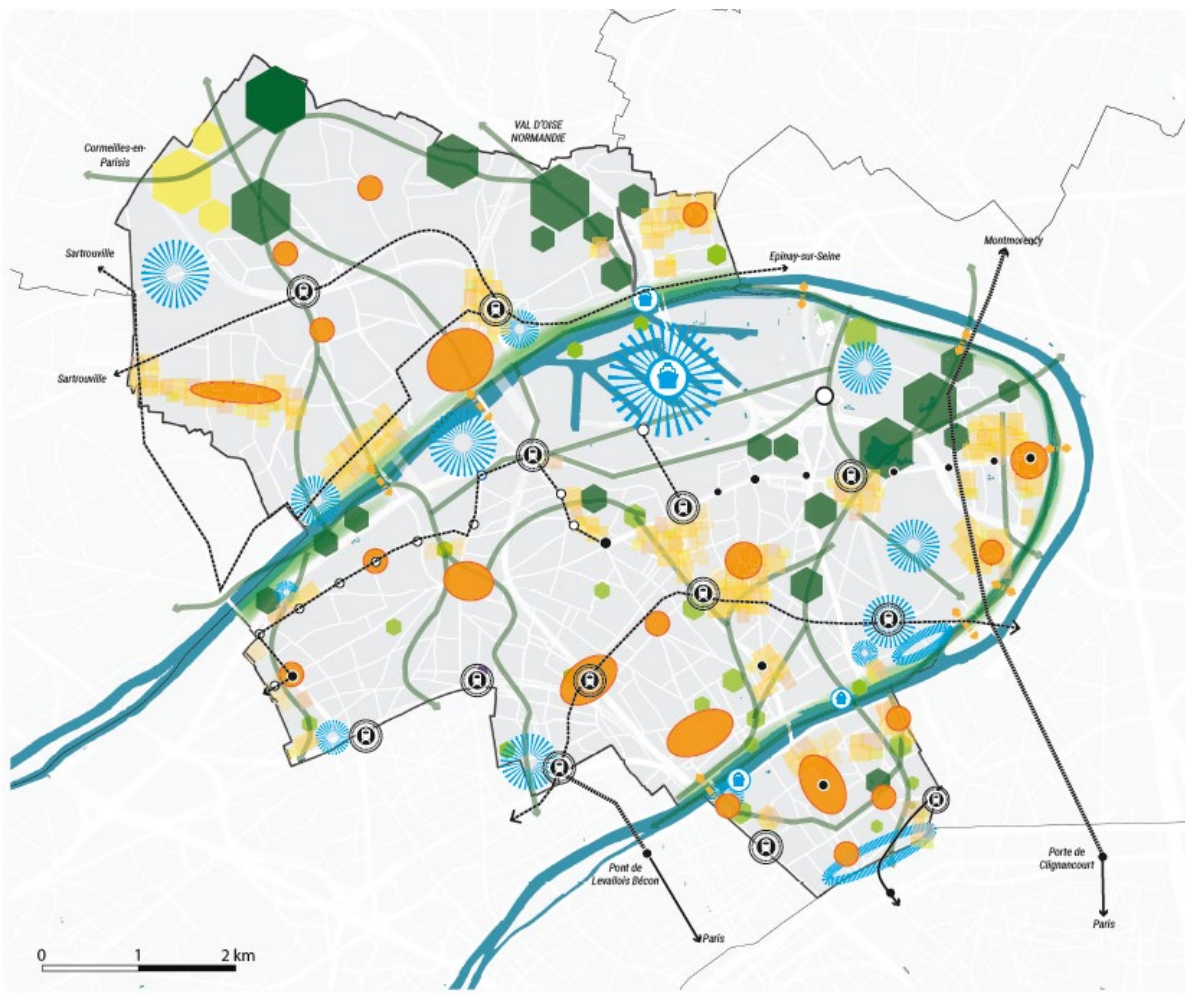 VAL D'OISE
NORMANDIE
Cormeilles-en-
Parisis
Sartrouville
Montmorency
Epinay-sur-Seine
Sartrouville
Pont de
Levallois Bécon
Porte de
Clignancourt
Paris
Paris
0 1 2 km